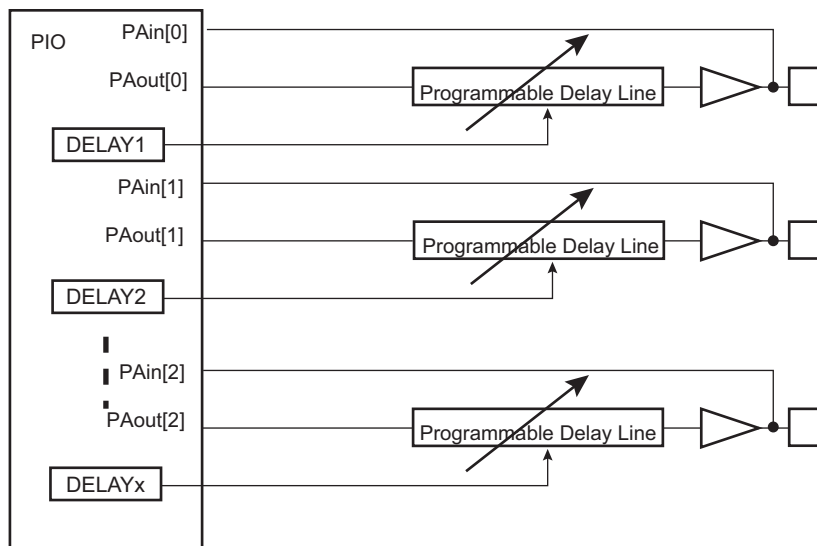 PAin[0]
PIO
PAout[0]
Programmable Delay Line
DELAY1
PAin[1]
PAout[1]
Programmable Delay Line
DELAY2
PAin[2]
PAout[2]
Programmable Delay Line
DELAYx